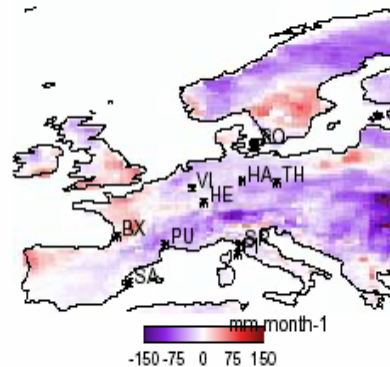 SO
VI
HA
TH
HE
BX
PU
SA
mm month-1
-150 -75 0 75 150